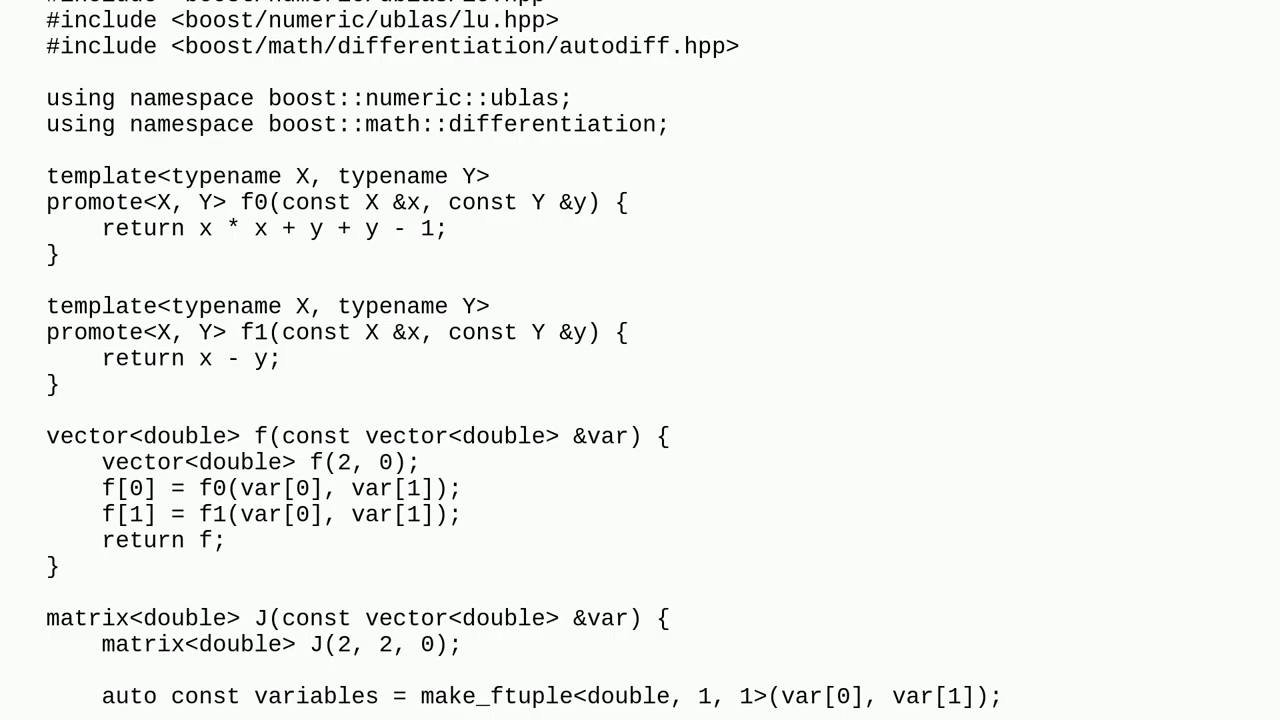 #include <boost/numeric/ublas/lu.hpp>
#include <boost/math/differentiation/autodiff.hpp>
using namespace boost::numeric::ublas;
using namespace boost::math::differentiation;
template<typename X, typename Y>
promote<X, Y> f0(const X &x, const Y &y) {
    return x * x + y + y - 1;
}
template<typename X, typename Y>
promote<X, Y> f1(const X &x, const Y &y) {
    return x - y;
}
vector<double> f(const vector<double> &var) {
    vector<double> f(2, 0);
    f[0] = f0(var[0], var[1]);
    f[1] = f1(var[0], var[1]);
    return f;
}
matrix<double> J(const vector<double> &var) {
    matrix<double> J(2, 2, 0);
    auto const variables = make_ftuple<double, 1, 1>(var[0], var[1]);